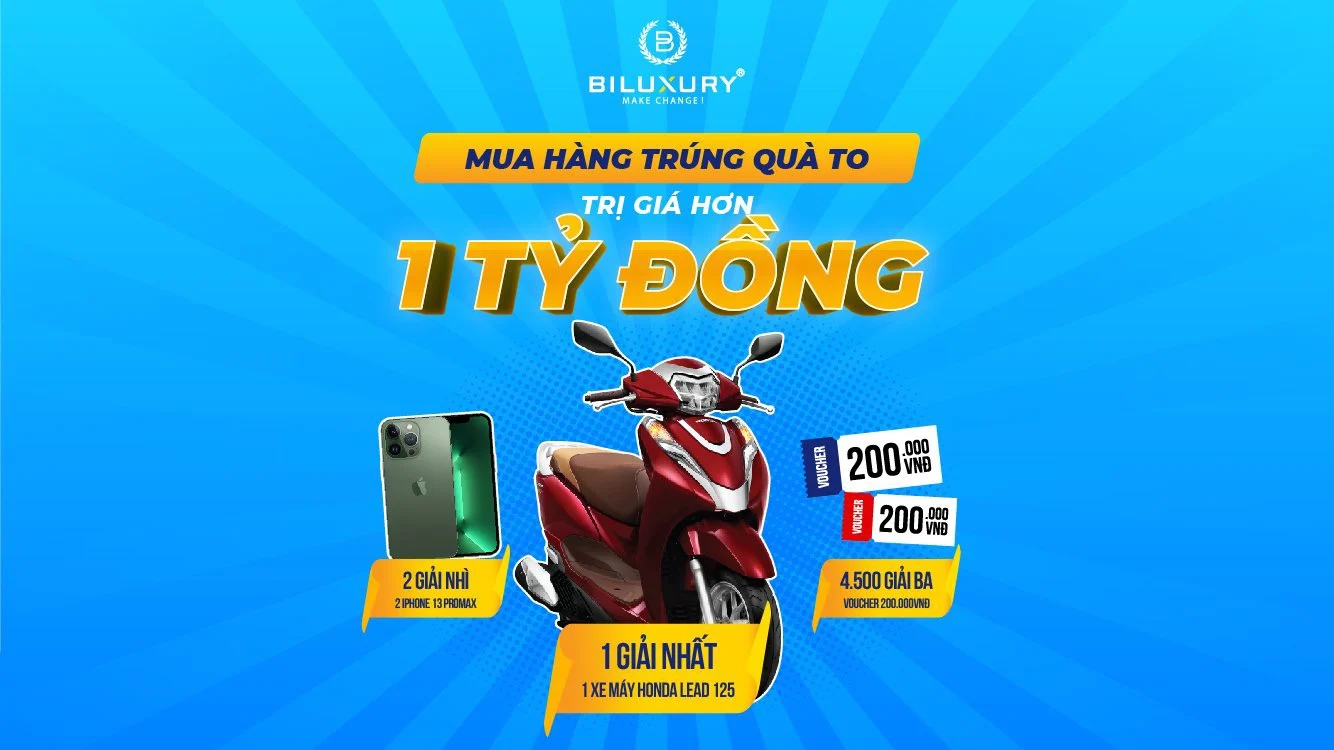 B
BILUXURY®
MAKE CHANGE!
MUA HÀNG TRÚNG QUÀ TO
TRỊ GIÁ HƠN
1 TỶ ĐỒNG
VOUCHER
200.000 VNĐ
VOUCHER
200.000 VNĐ
2 GIẢI NHÌ
2 IPHONE 13 PROMAX
4.500 GIẢI BA
VOUCHER 200.000VNĐ
1 GIẢI NHẤT
1 XE MÁY HONDA LEAD 125